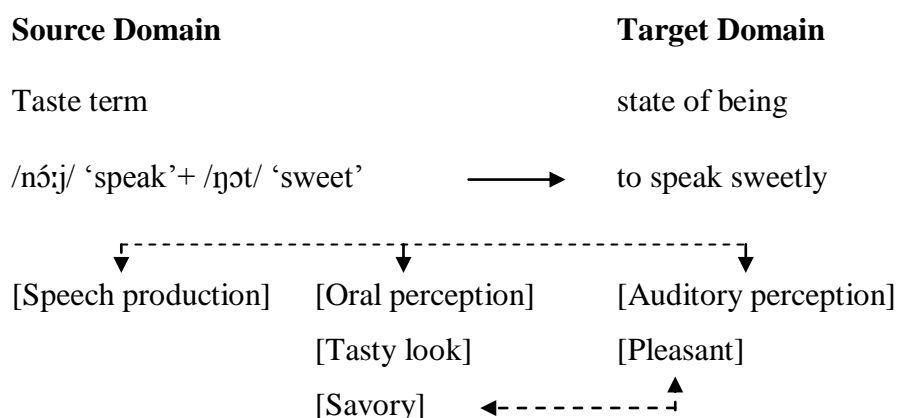 Source Domain Target Domain
Taste term state of being
/nɔ́ːj/ ‘speak’+ /ŋɔt/ ‘sweet’ to speak sweetly
[Speech production] [Oral perception] [Auditory perception]
[Tasty look] [Pleasant]
[Savory]